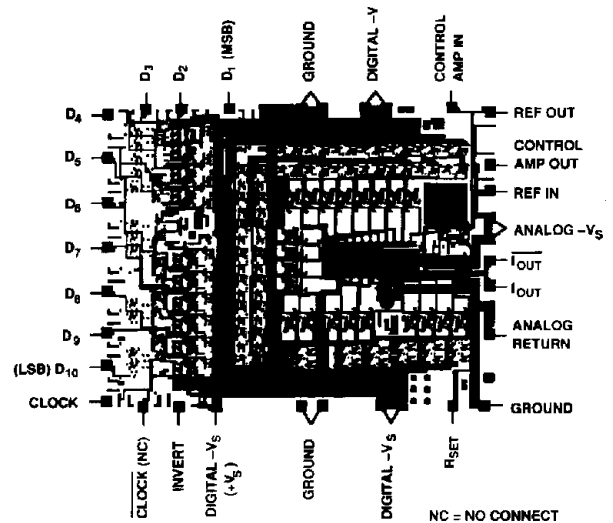 D3
D2
D1 (MSB)
GROUND
DIGITAL -V
CONTROL
AMP IN
D4
D5
D6
D7
D8
D9
(LSB) D10
CLOCK
REF OUT
CONTROL
AMP OUT
REF IN
ANALOG -VS
IOUT
IOUT
ANALOG
RETURN
GROUND
CLOCK (NC)
INVERT
DIGITAL -VS
(+VS)
GROUND
DIGITAL -VS
RSET
NC = NO CONNECT